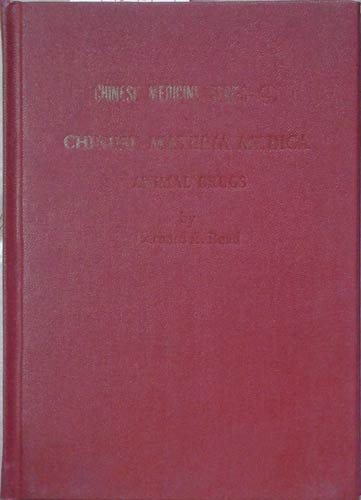 CHINESE MEDICINE
CHINESE MATERIA MEDICA
ANIMAL DRUGS
by
Bernard E. Read